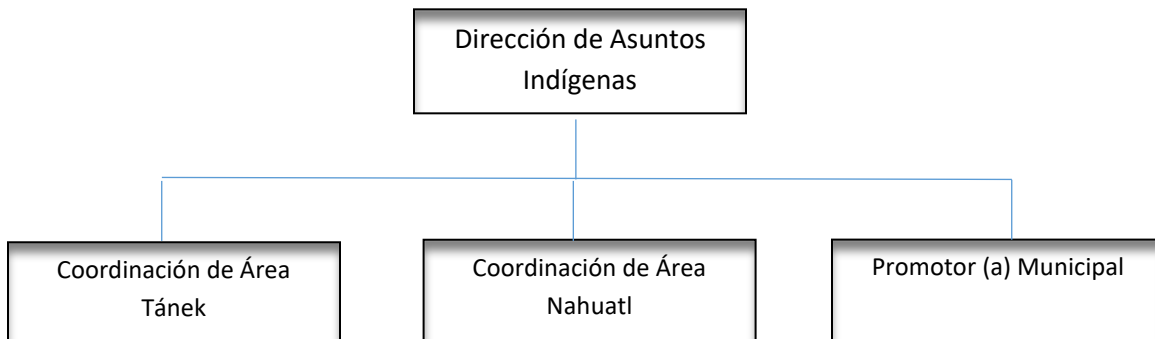 Dirección de Asuntos
Indígenas
Coordinación de Área
Tánek
Coordinación de Área
Nahuatl
Promotor (a) Municipal